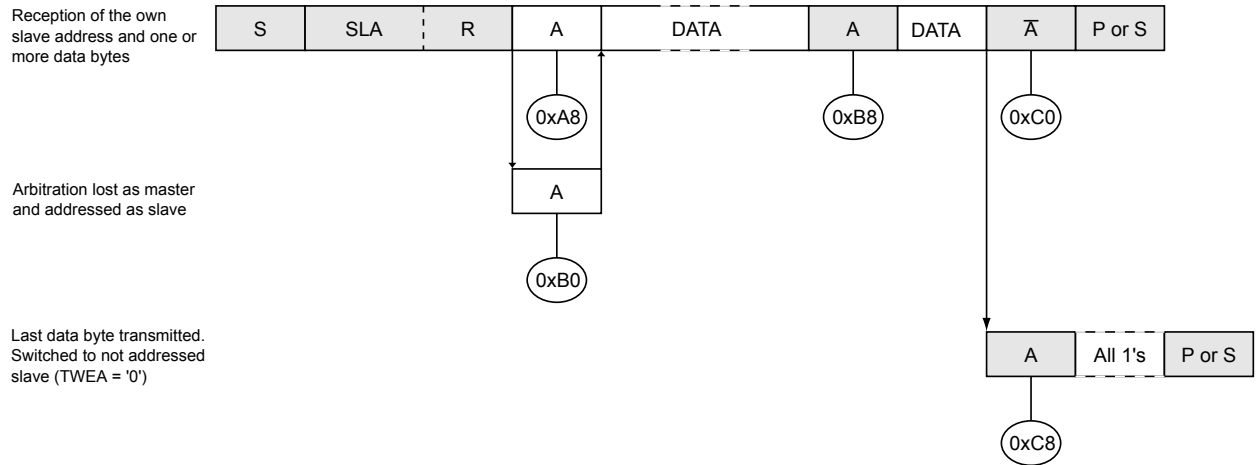 Reception of the own
slave address and one or
more data bytes
S SLA R A DATA A DATA A̅ P or S
0xA8 0xB8 0xC0
Arbitration lost as master
and addressed as slave
A
0xB0
Last data byte transmitted.
Switched to not addressed
slave (TWEA = '0')
A All 1's P or S
0xC8